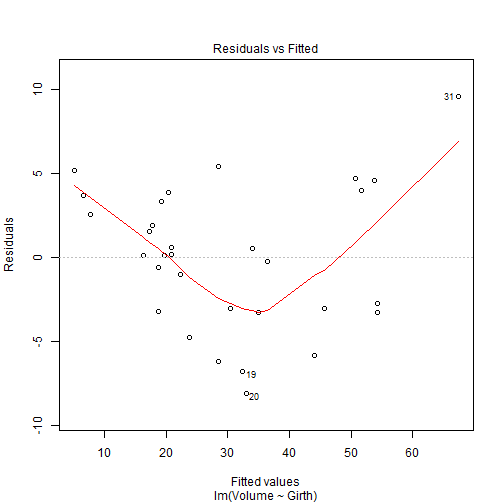 Residuals vs Fitted
10
5
0
-5
-10
Residuals
31
19
20
10 20 30 40 50 60
Fitted values
lm(Volume ~ Girth)